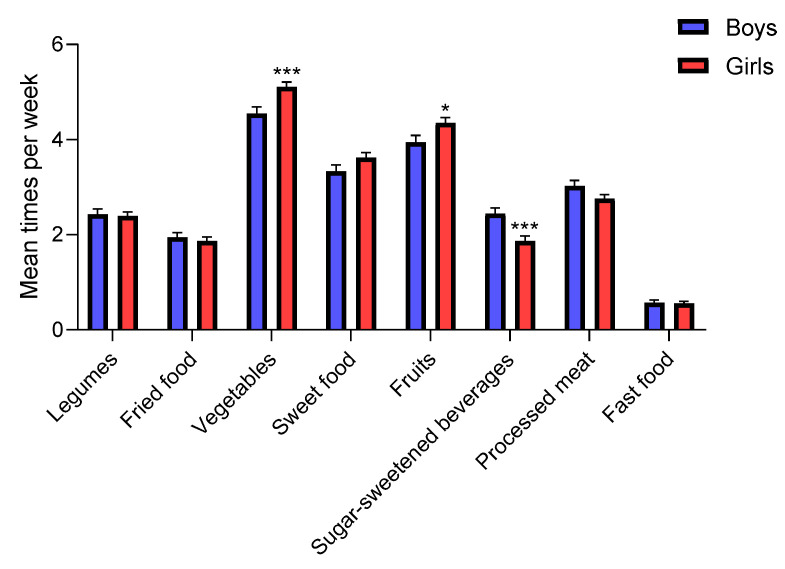 Boys
Girls
Mean times per week
6
4
2
0
***
*
***
Legumes
Fried food
Vegetables
Sweet food
Fruits
Sugar-sweetened beverages
Processed meat
Fast food